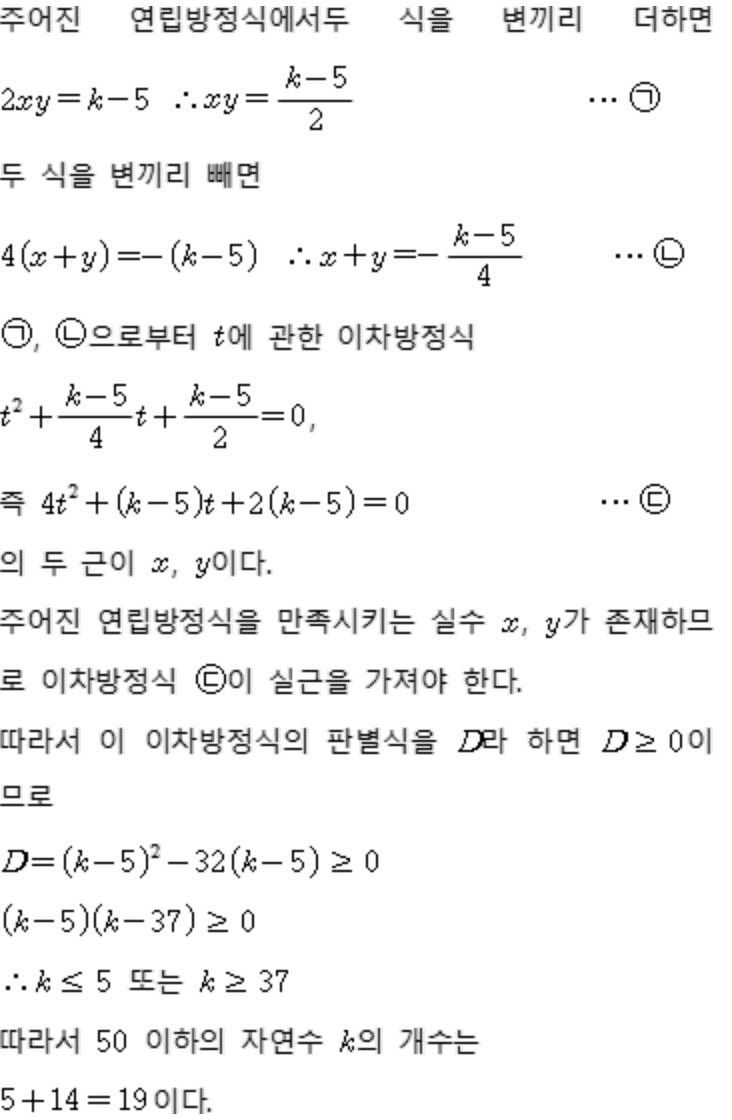 주어진 연립방정식에서두 식을 변끼리 더하면
2xy=k−5 ∴xy=\frac{k−5}{2} ⋯ ㉠
두 식을 변끼리 빼면
4(x+y)=−(k−5) ∴x+y=−\frac{k−5}{4} ⋯ ㉡
㉠, ㉡으로부터 t에 관한 이차방정식
t²+\frac{k−5}{4}t+\frac{k−5}{2}=0,
즉 4t²+(k−5)t+2(k−5)=0 ⋯ ㉢
의 두 근이 x, y이다.
주어진 연립방정식을 만족시키는 실수 x, y가 존재하므
로 이차방정식 ㉢이 실근을 가져야 한다.
따라서 이 이차방정식의 판별식을 D라 하면 D≥0이
므로
D=(k−5)²−32(k−5)≥0
(k−5)(k−37)≥0
∴k≤5 또는 k≥37
따라서 50 이하의 자연수 k의 개수는
5+14=19이다.